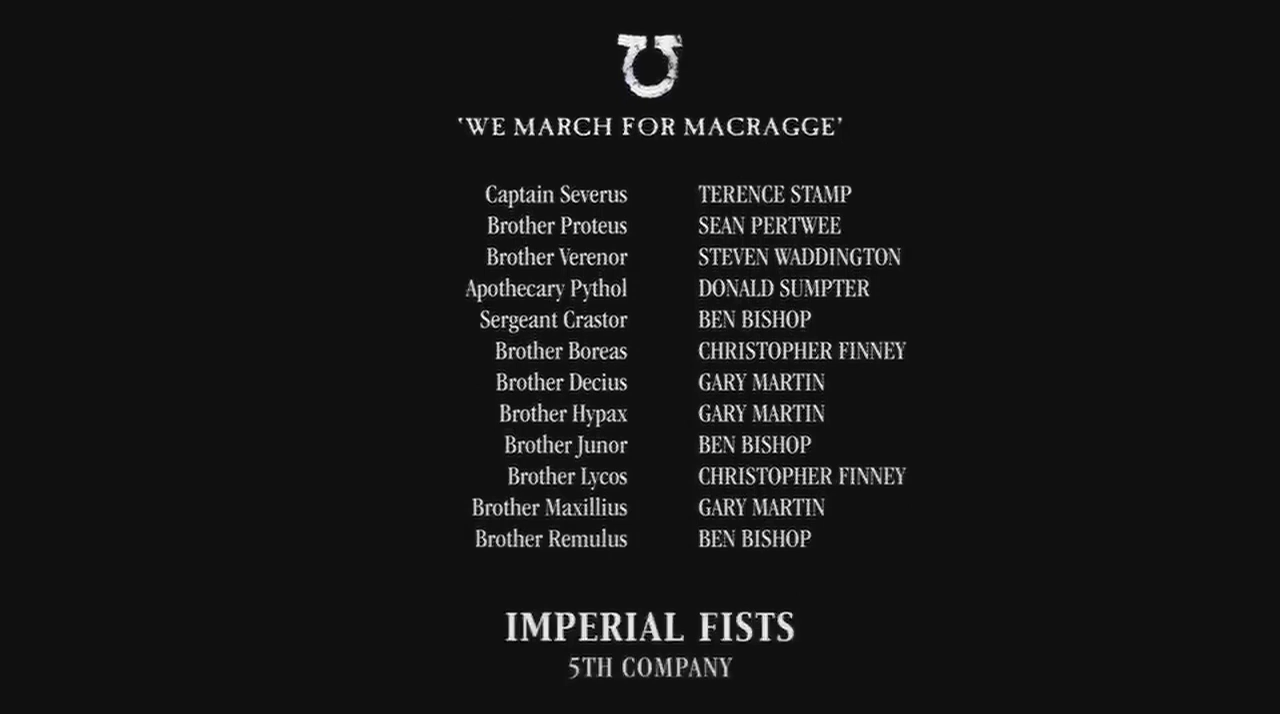 ‘WE MARCH FOR MACRAGGE’
Captain Severus TERENCE STAMP
Brother Proteus SEAN PERTWEE
Brother Verenor STEVEN WADDINGTON
Apothecary Pythol DONALD SUMPTER
Sergeant Crastor BEN BISHOP
Brother Boreas CHRISTOPHER FINNEY
Brother Decius GARY MARTIN
Brother Hypax GARY MARTIN
Brother Junor BEN BISHOP
Brother Lycos CHRISTOPHER FINNEY
Brother Maxillius GARY MARTIN
Brother Remulus BEN BISHOP
IMPERIAL FISTS
5TH COMPANY